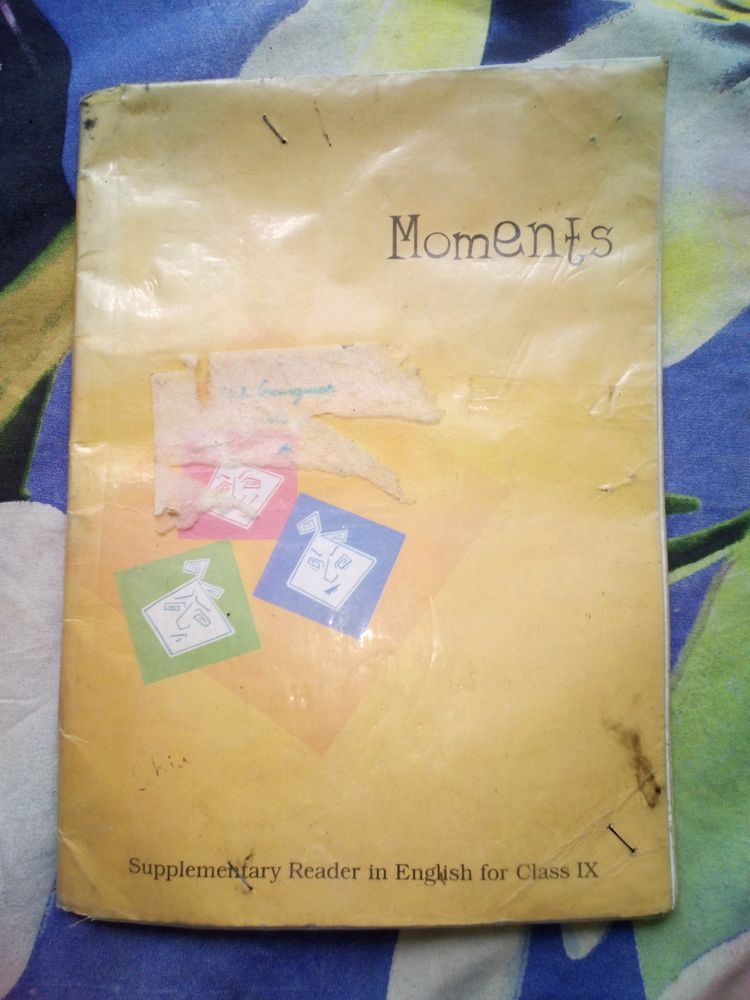 Moments
Supplementary Reader in English for Class IX